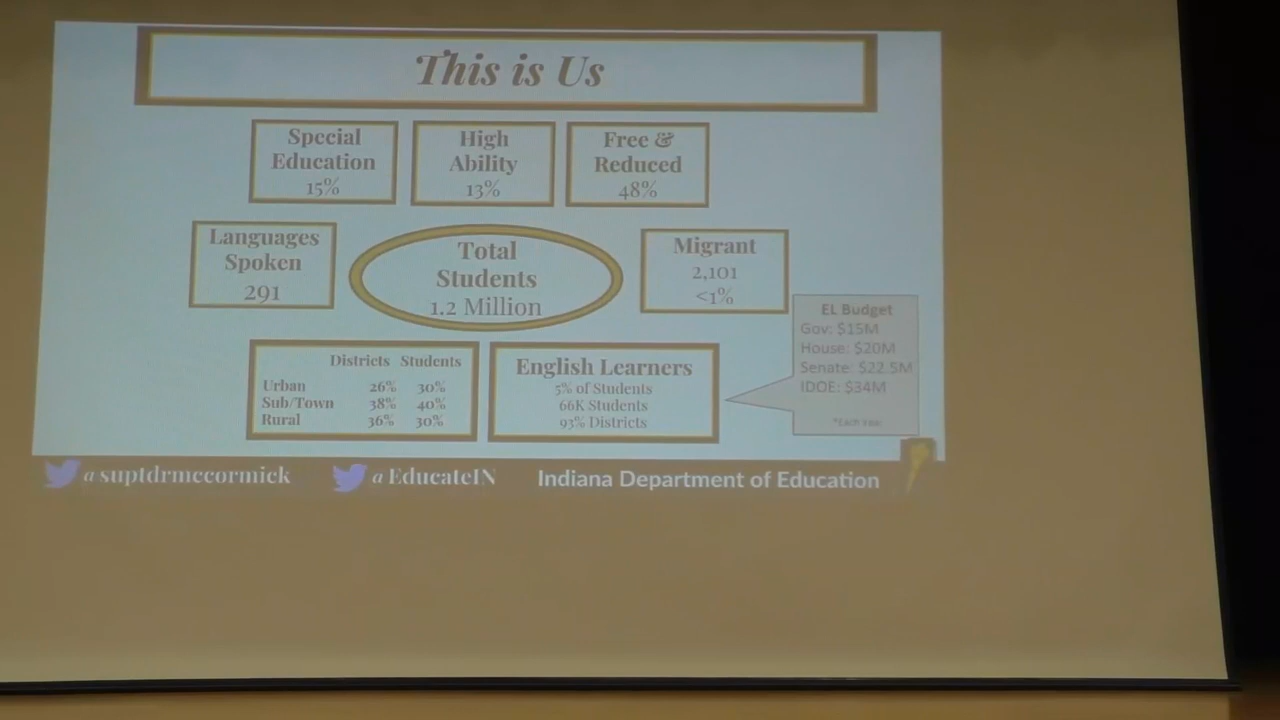 This is Us
Special
Education
15%
High
Ability
13%
Free &
Reduced
48%
Languages
Spoken
291
Total
Students
1.2 Million
Migrant
2,101
<1%
EL Budget
Gov: $15M
House: $20M
Senate: $22.5M
IDOE: $34M
*Each Year
Districts Students
Urban 26% 30%
Sub/Town 38% 40%
Rural 36% 30%
English Learners
5% of Students
66K Students
93% Districts
@suptdrmccormick
@EducateIN
Indiana Department of Education